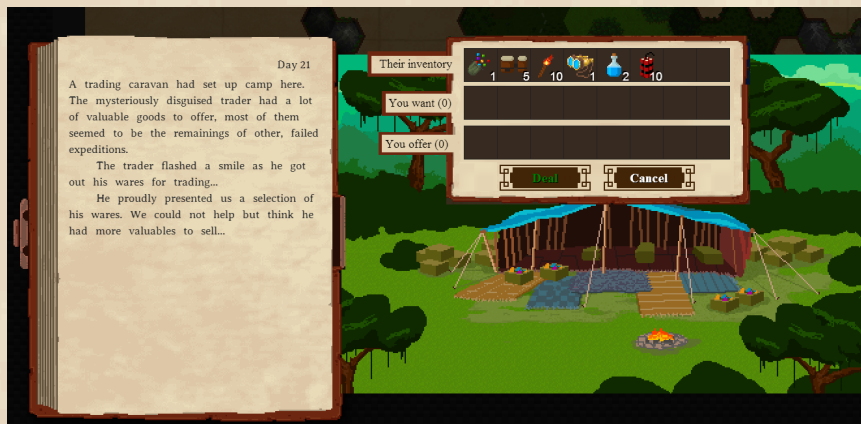 Day 21
A trading caravan had set up camp here.
The mysteriously disguised trader had a lot
of valuable goods to offer, most of them
seemed to be the remainings of other, failed
expeditions.
The trader flashed a smile as he got
out his wares for trading...
He proudly presented us a selection of
his wares. We could not help but think he
had more valuables to sell...
Their inventory
1 5 10 1 2 10
You want (0)
You offer (0)
Deal Cancel